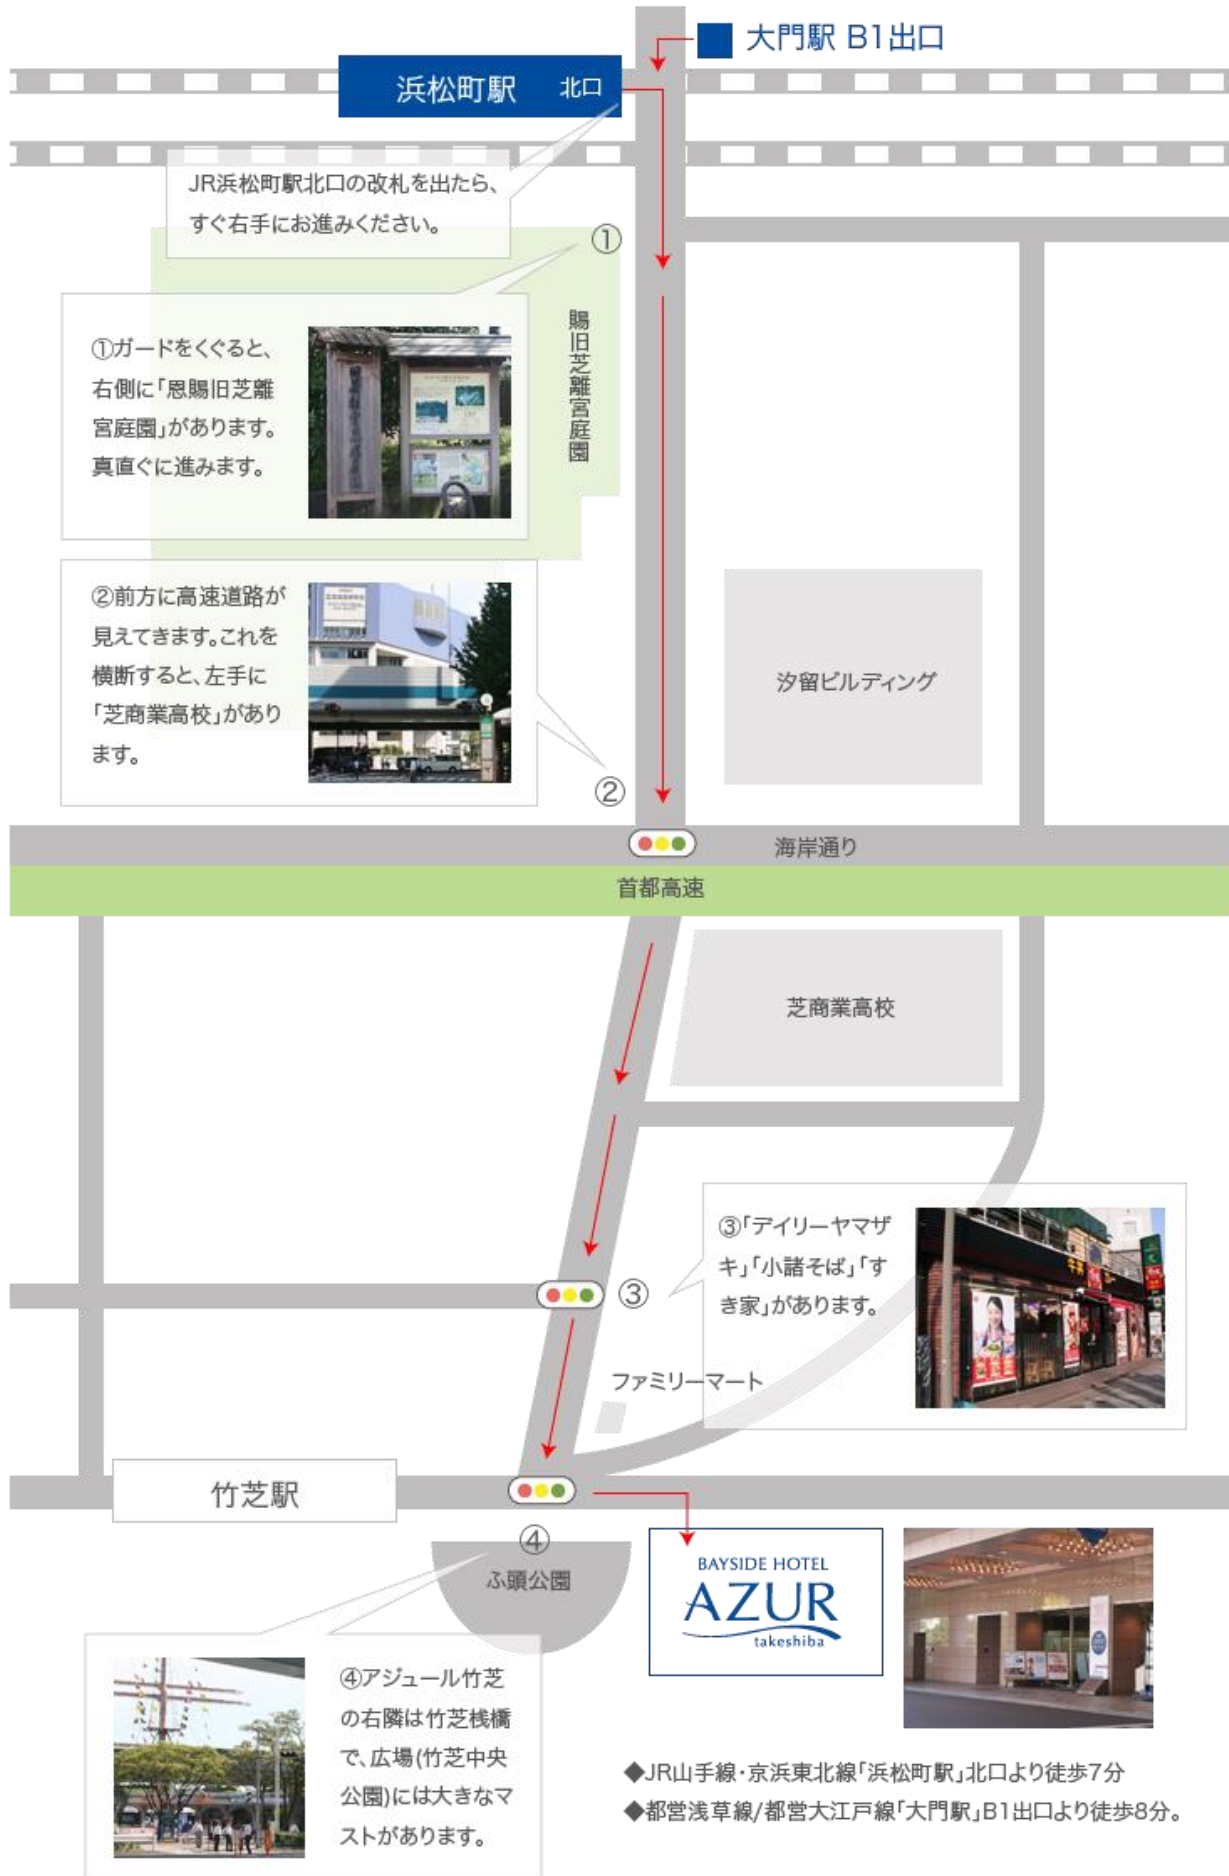 大門駅 B1出口
浜松町駅 北口
JR浜松町駅北口の改札を出たら、
すぐ右手にお進みください。
①
①ガードをくぐると、
右側に「恩賜旧芝離
宮庭園」があります。
真直ぐに進みます。
賜旧芝離宮庭園
②前方に高速道路が
見えてきます。これを
横断すると、左手に
「芝商業高校」があり
ます。
②
汐留ビルディング
海岸通り
首都高速
芝商業高校
③「デイリーヤマザ
キ」「小諸そば」「す
き家」があります。
③
ファミリーマート
竹芝駅
④
ふ頭公園
BAYSIDE HOTEL
AZUR
takeshiba
④アジュール竹芝
の右隣は竹芝桟橋
で、広場(竹芝中央
公園)には大きなマ
ストがあります。
◆JR山手線・京浜東北線「浜松町駅」北口より徒歩7分
◆都営浅草線/都営大江戸線「大門駅」B1出口より徒歩8分。